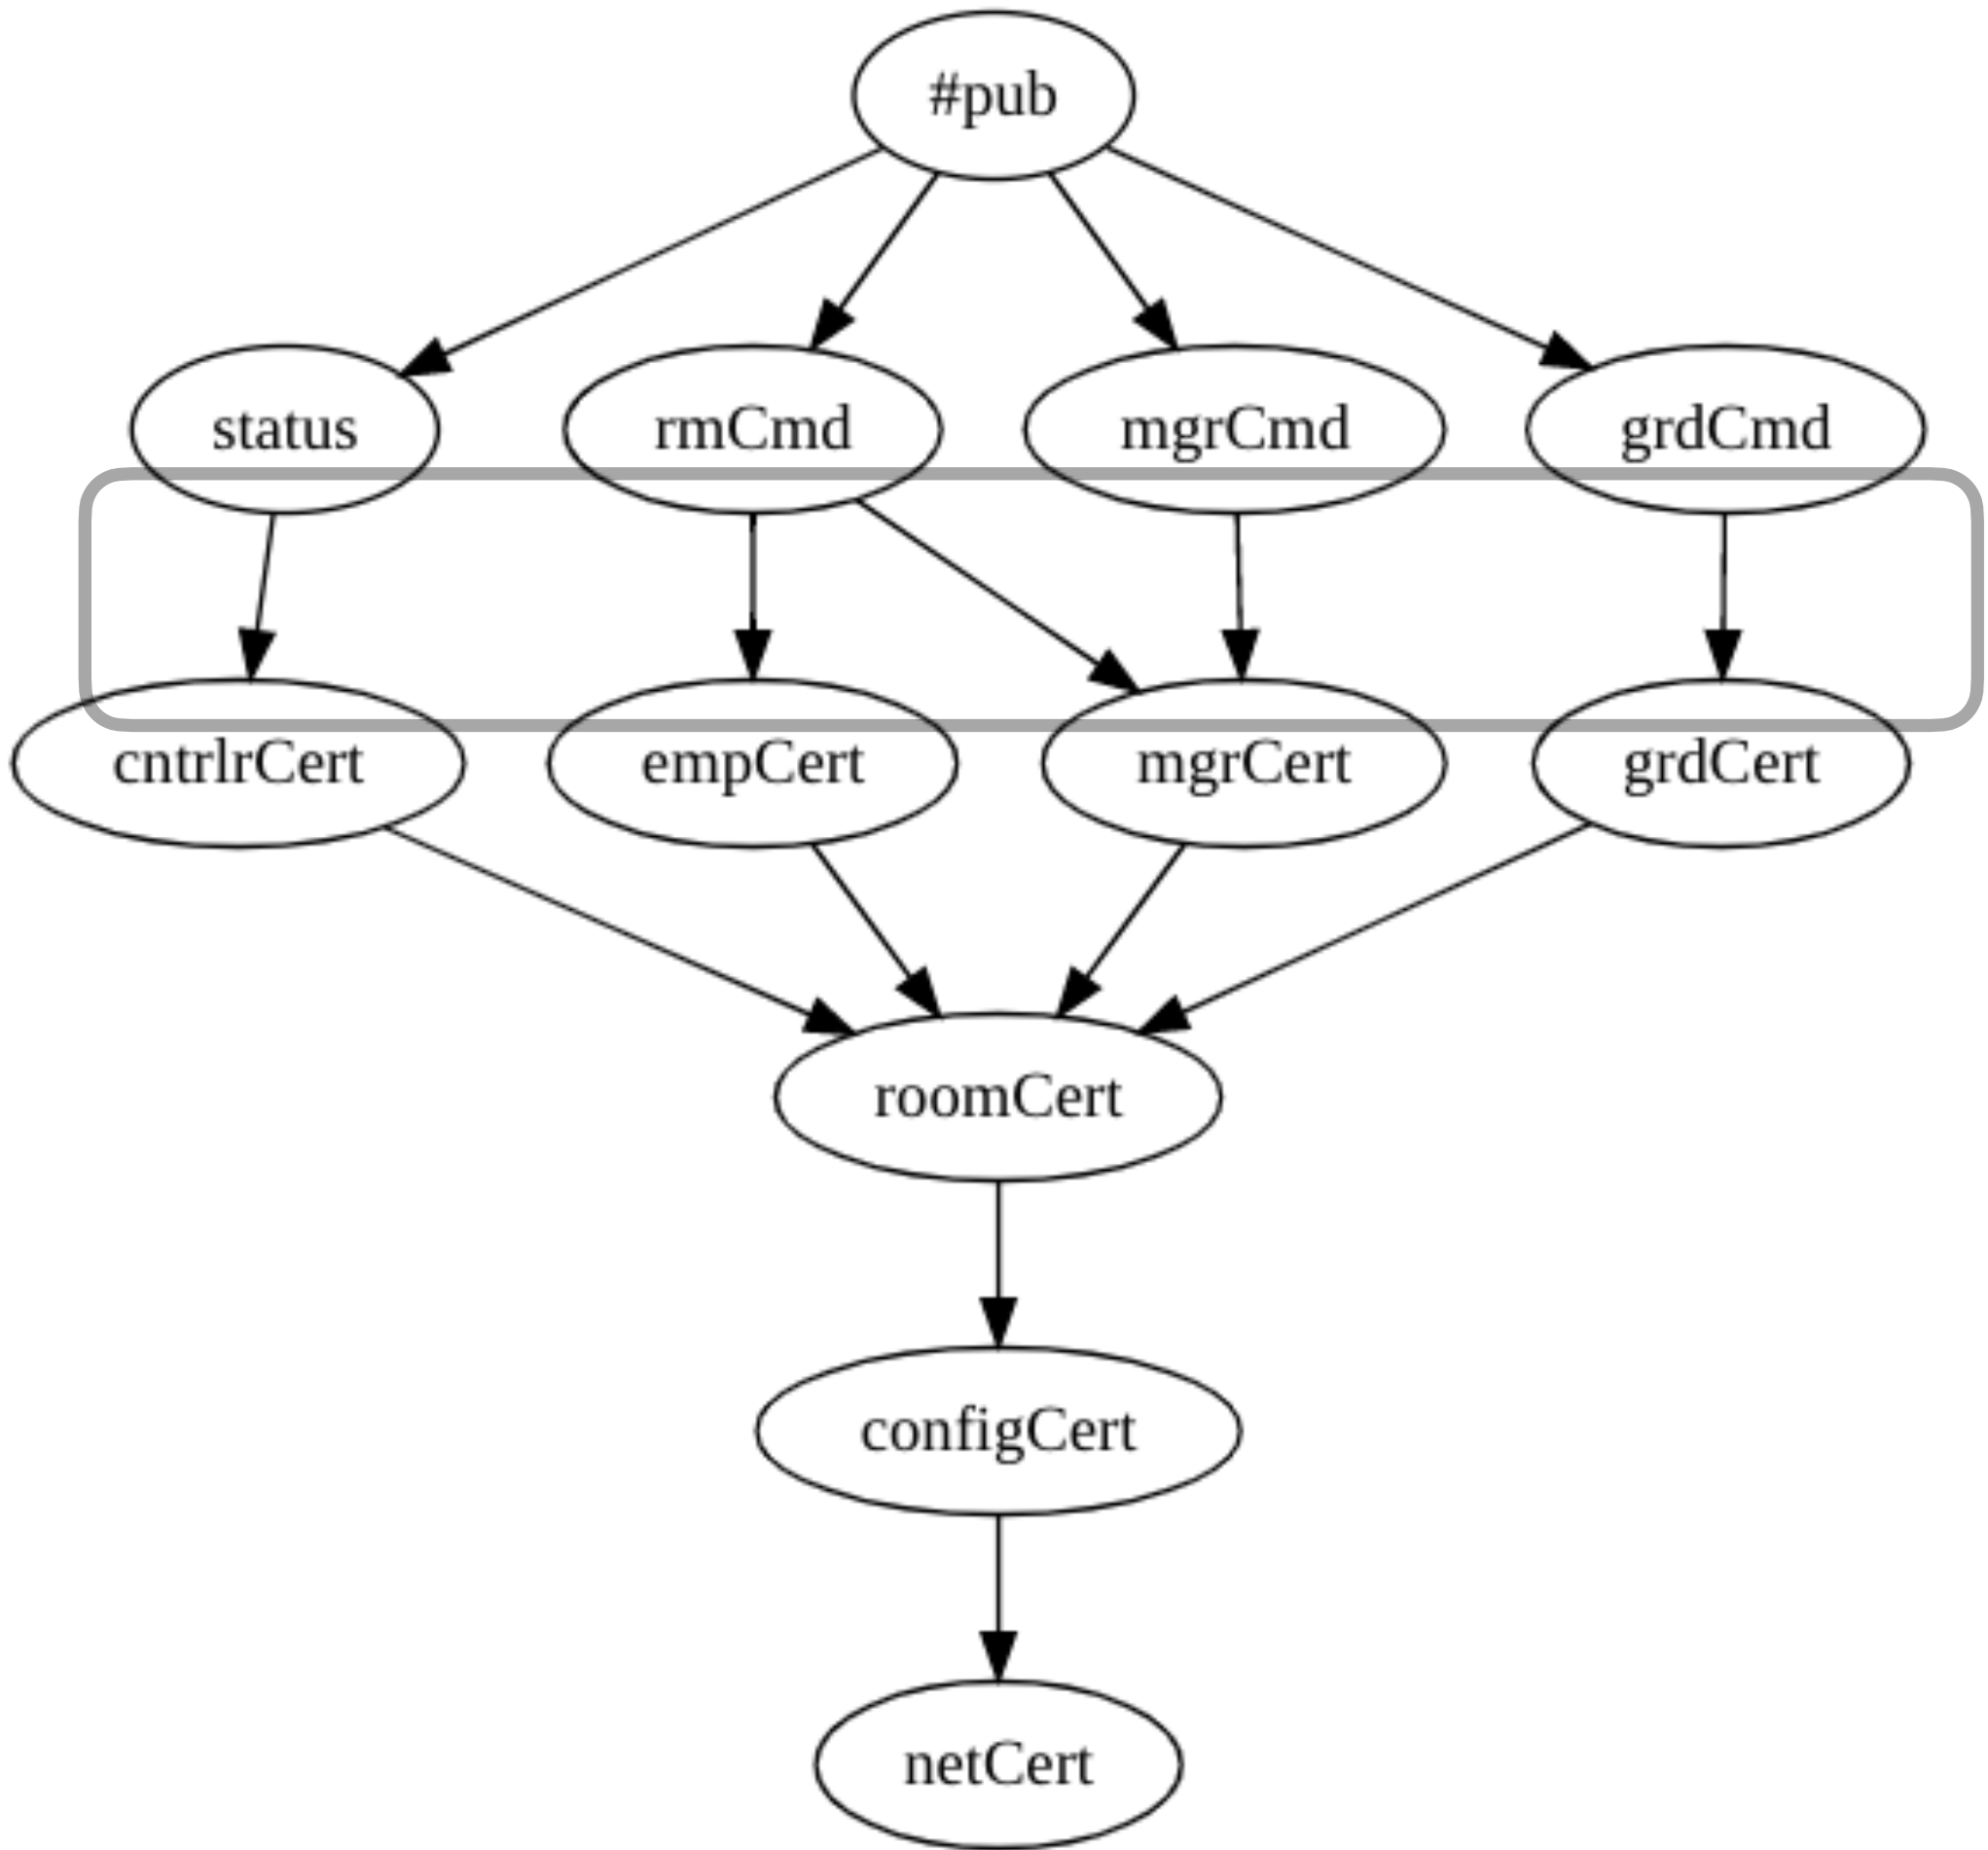 #pub
status rmCmd mgrCmd grdCmd
cntrlrCert empCert mgrCert grdCert
roomCert
configCert
netCert